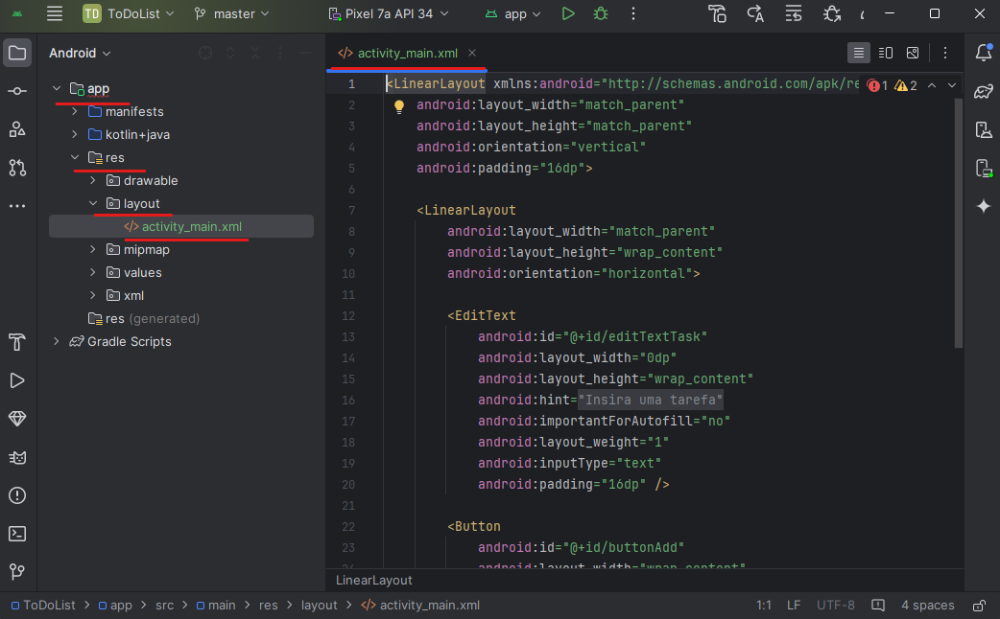 TD ToDoList master Pixel 7a API 34 app
Android
activity_main.xml
app
manifests
kotlin+java
res
drawable
layout
activity_main.xml
mipmap
values
xml
res (generated)
Gradle Scripts
1 <LinearLayout xmlns:android="http://schemas.android.com/apk/re 1 2
2 android:layout_width="match_parent"
3 android:layout_height="match_parent"
4 android:orientation="vertical"
5 android:padding="16dp">
6
7 <LinearLayout
8 android:layout_width="match_parent"
9 android:layout_height="wrap_content"
10 android:orientation="horizontal">
11
12 <EditText
13 android:id="@+id/editTextTask"
14 android:layout_width="0dp"
15 android:layout_height="wrap_content"
16 android:hint="Insira uma tarefa"
17 android:importantForAutofill="no"
18 android:layout_weight="1"
19 android:inputType="text"
20 android:padding="16dp" />
21
22 <Button
23 android:id="@+id/buttonAdd"
24 android:layout_width="wrap_content"
LinearLayout
ToDoList > app > src > main > res > layout > activity_main.xml 1:1 LF UTF-8 4 spaces